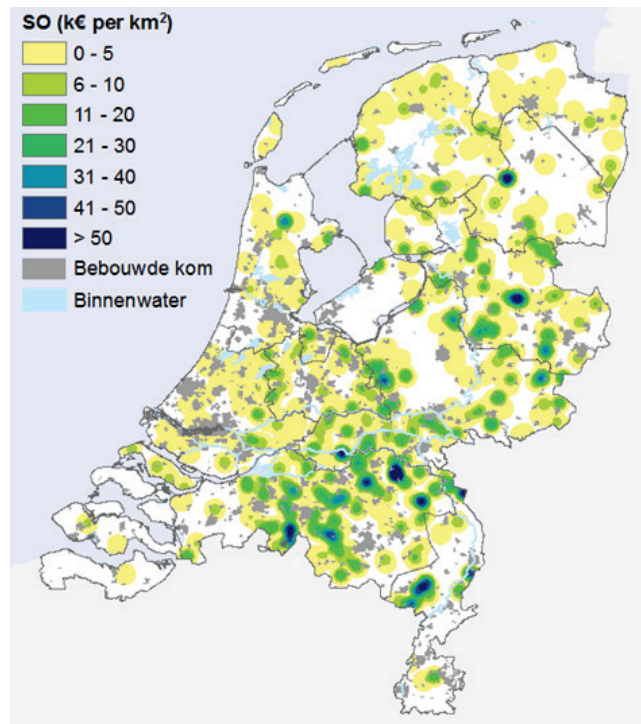 SO (k€ per km²)
0 - 5
6 - 10
11 - 20
21 - 30
31 - 40
41 - 50
> 50
Bebouwde kom
Binnenwater